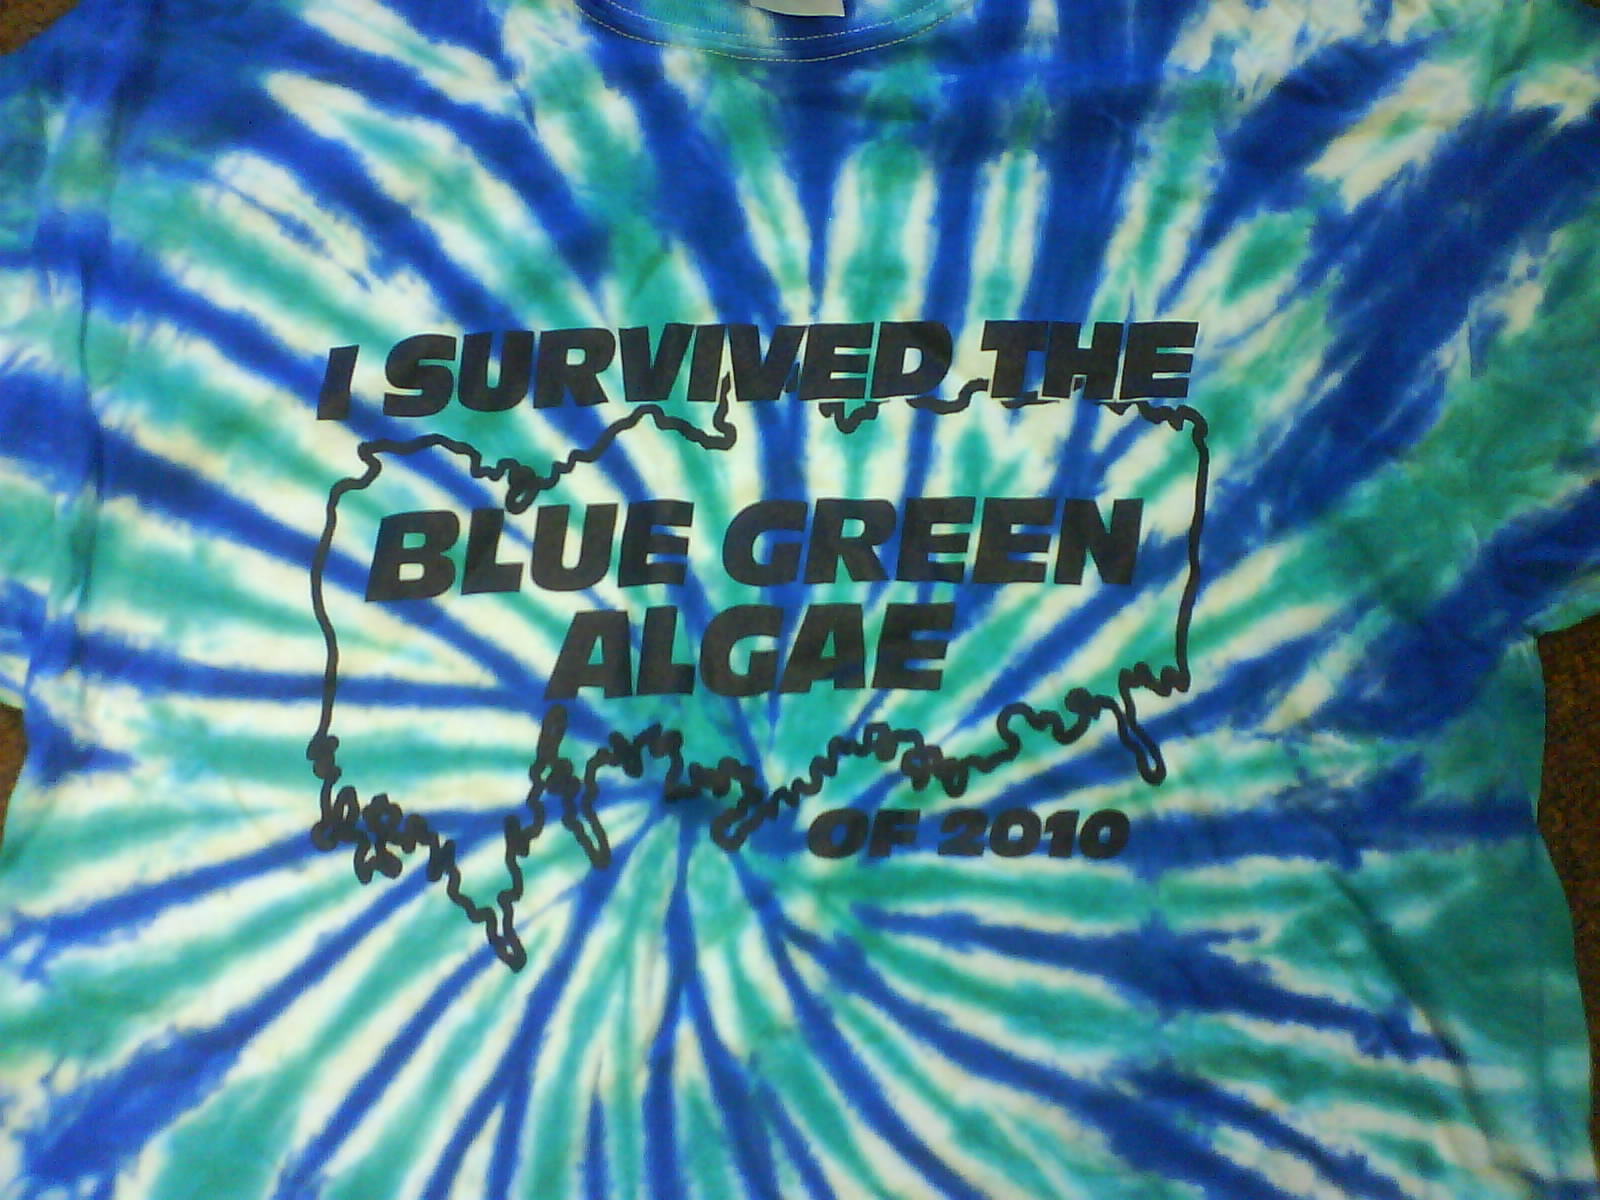 I SURVIVED THE
BLUE GREEN
ALGAE
OF 2010